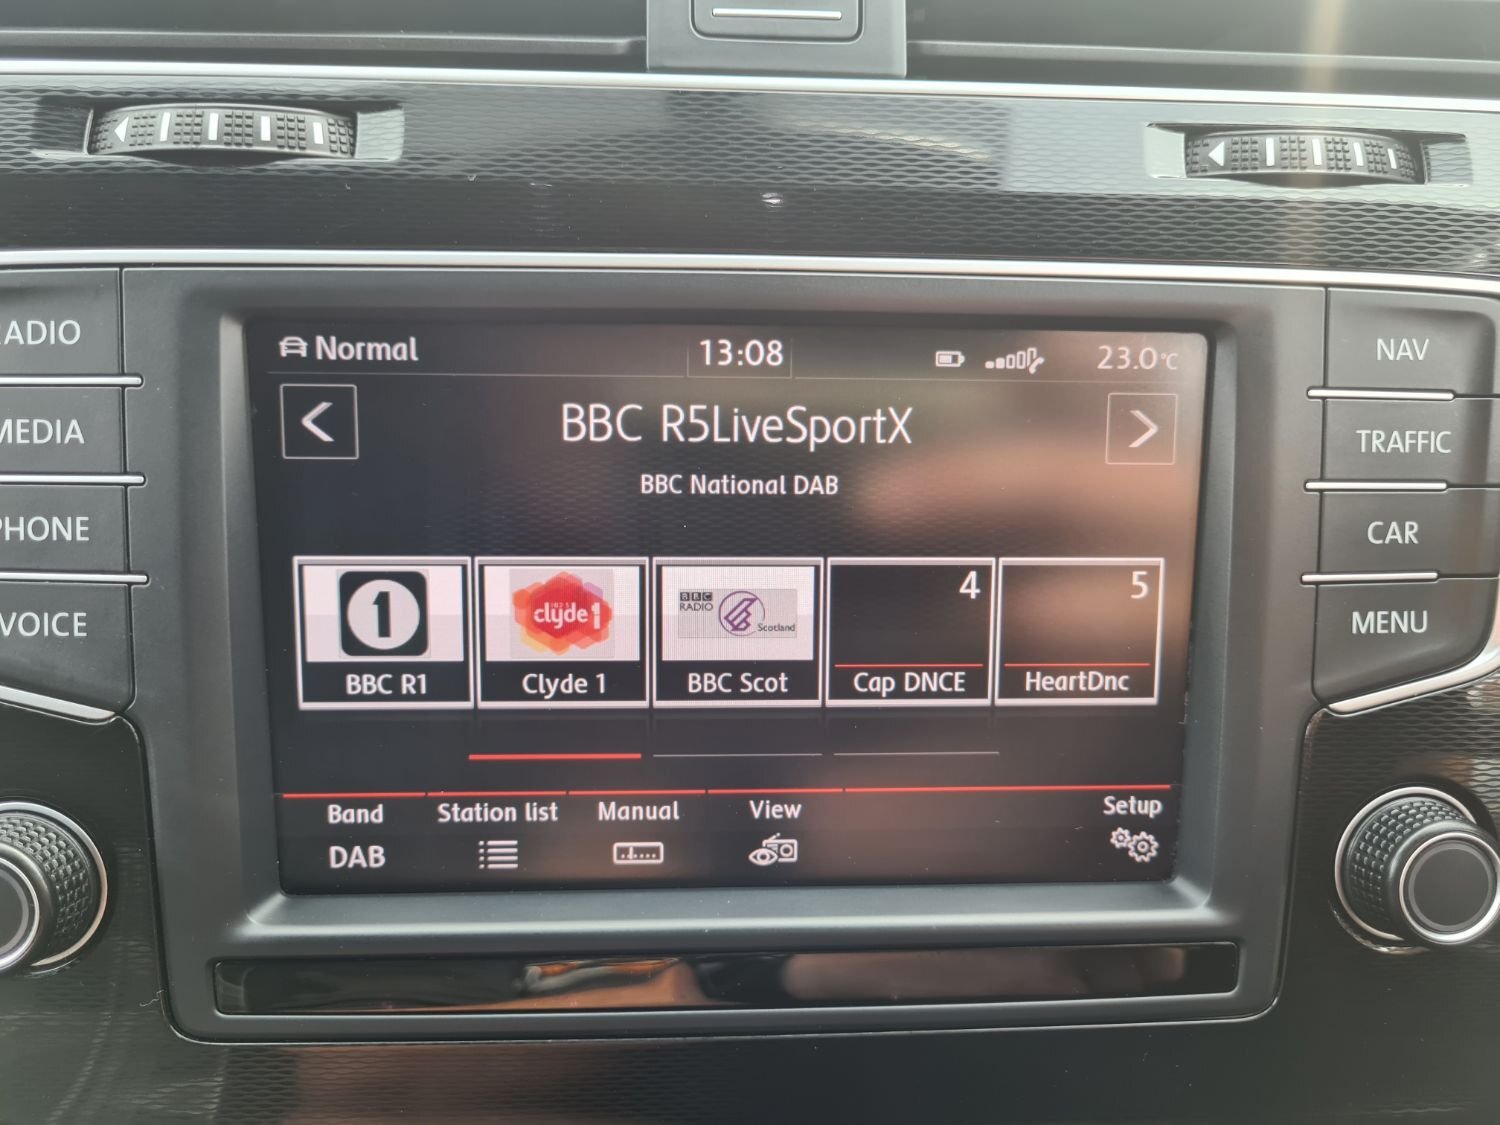 RADIO
MEDIA
PHONE
VOICE
Normal
13:08
23.0°C
BBC R5LiveSportX
BBC National DAB
1
BBC R1
clyde 1
Clyde 1
BBC
RADIO
Scotland
BBC Scot
4
Cap DNCE
5
HeartDnc
Band
DAB
Station list
Manual
View
Setup
NAV
TRAFFIC
CAR
MENU